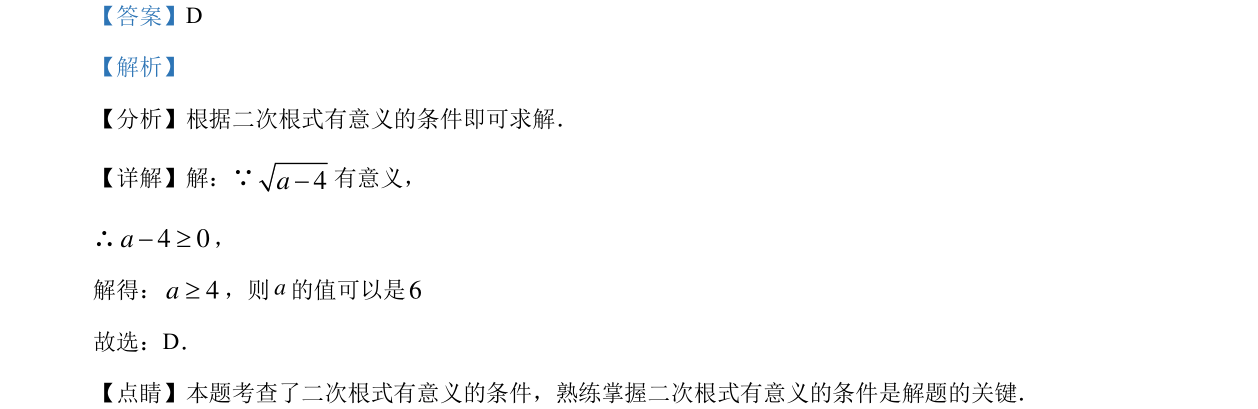 【答案】D
【解析】
【分析】根据二次根式有意义的条件即可求解．
【详解】解：∵√(a−4) 有意义，
∴a−4≥0，
解得：a≥4，则a的值可以是6
故选：D．
【点睛】本题考查了二次根式有意义的条件，熟练掌握二次根式有意义的条件是解题的关键．